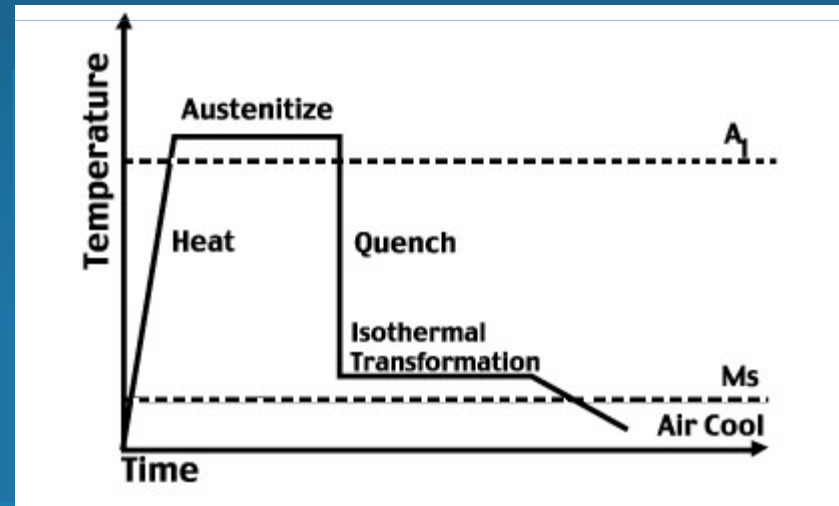 Temperature
Austenitize
A1
Heat
Quench
Isothermal
Transformation
Ms
Air Cool
Time